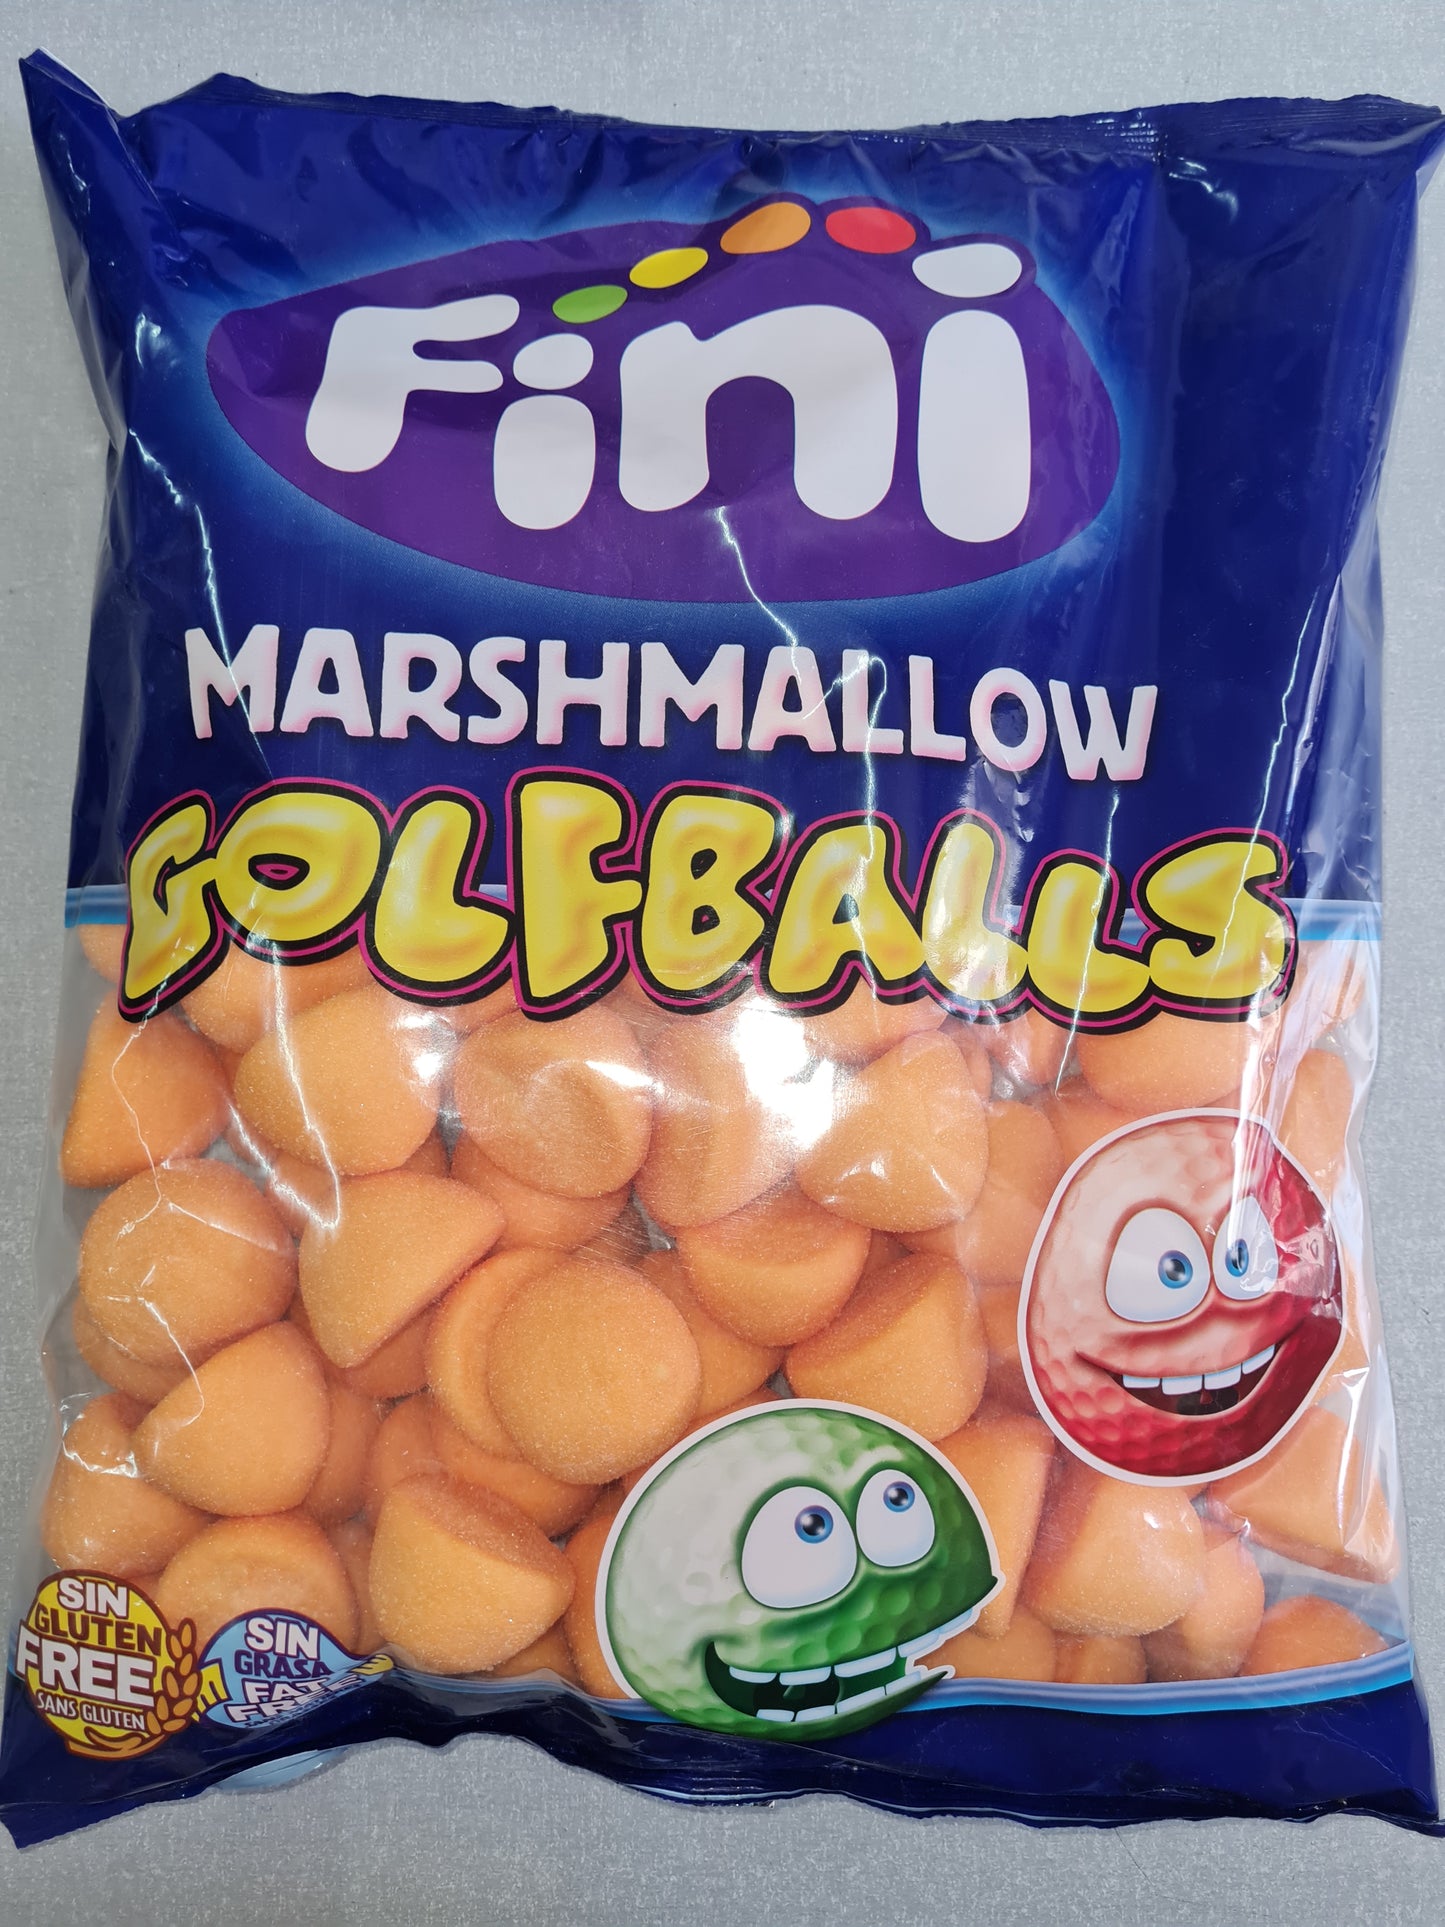 Fini
MARSHMALLOW
GOLFBALLS
SIN
GLUTEN
FREE
SANS GLUTEN
SIN
GRASA
FAT
FREE